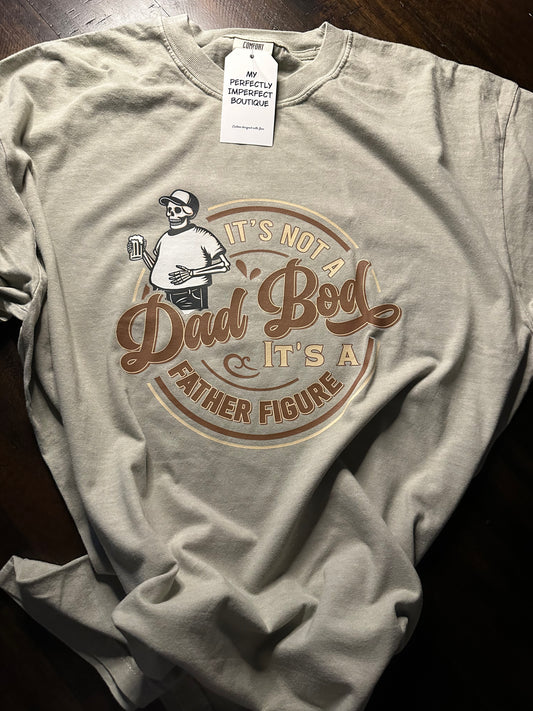 COMFORT
MY
PERFECTLY
IMPERFECT
BOUTIQUE
IT'S NOT A
Dad Bod
IT'S A
FATHER FIGURE